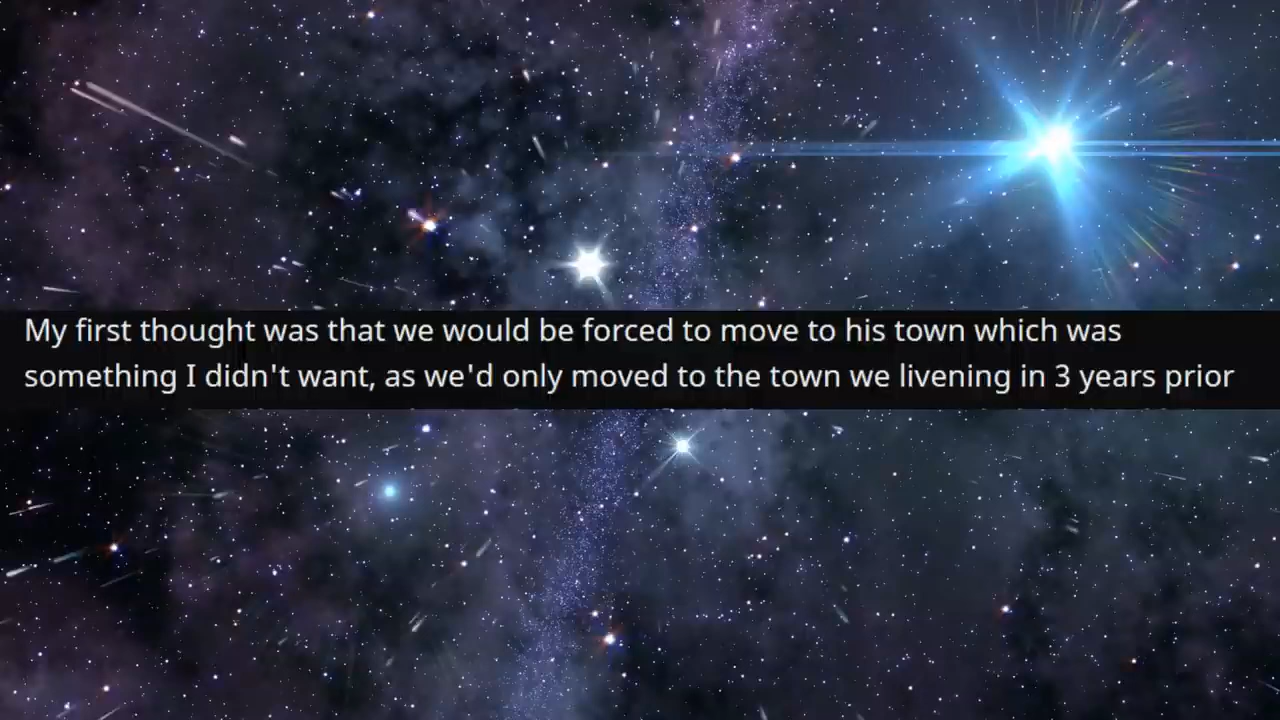 My first thought was that we would be forced to move to his town which was
something I didn't want, as we'd only moved to the town we livening in 3 years prior